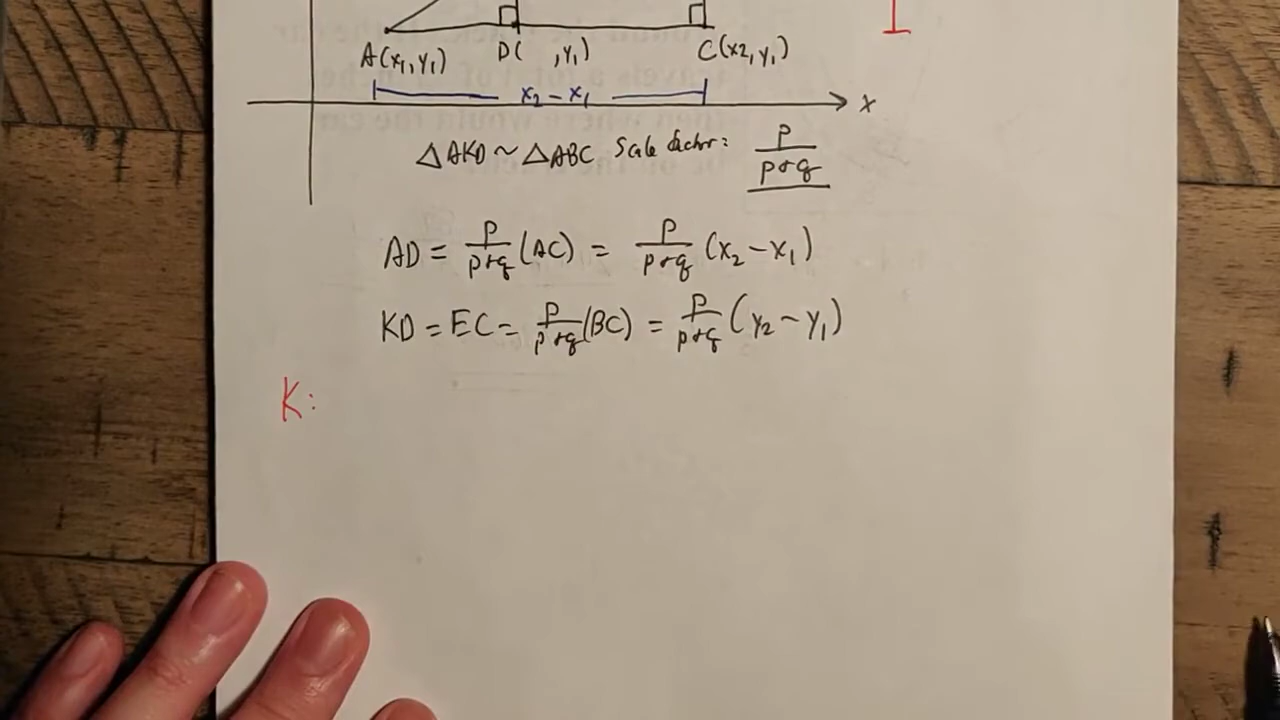 A(x₁,y₁) D( ,y₁) C(x2,y₁)
x₂ – x₁
x
△AKD ~ △ABC Scale factor: p/(p+q)
AD = p/(p+q) (AC) = p/(p+q) (x₂ – x₁)
KD = EC = p/(p+q) (BC) = p/(p+q) (y₂ – y₁)
K: